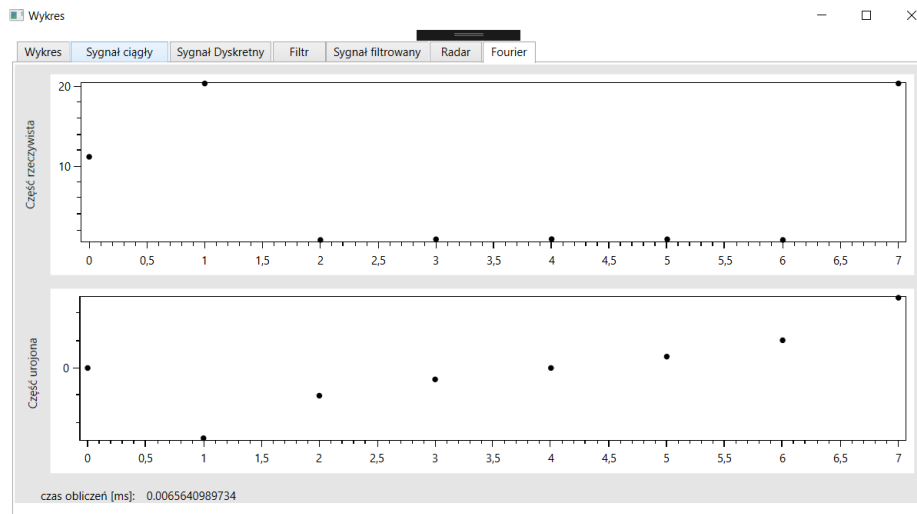 Wykres
Wykres Sygnał ciągły Sygnał Dyskretny Filtr Sygnał filtrowany Radar Fourier
Część rzeczywista
20
10
0 0,5 1 1,5 2 2,5 3 3,5 4 4,5 5 5,5 6 6,5 7
Część urojona
0
0 0,5 1 1,5 2 2,5 3 3,5 4 4,5 5 5,5 6 6,5 7
czas obliczeń [ms]: 0.0065640989734